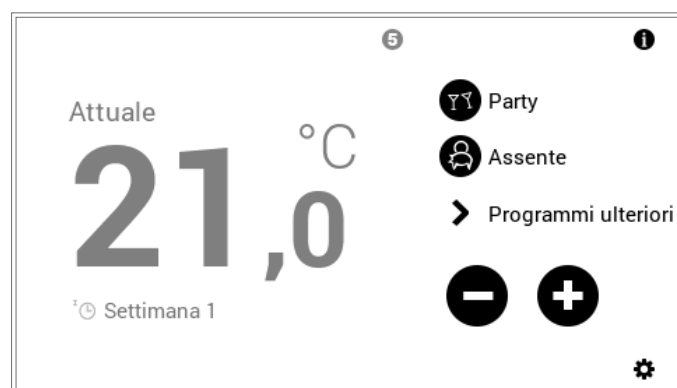 5
Attuale
21,0 °C
Settimana 1
Party
Assente
Programmi ulteriori